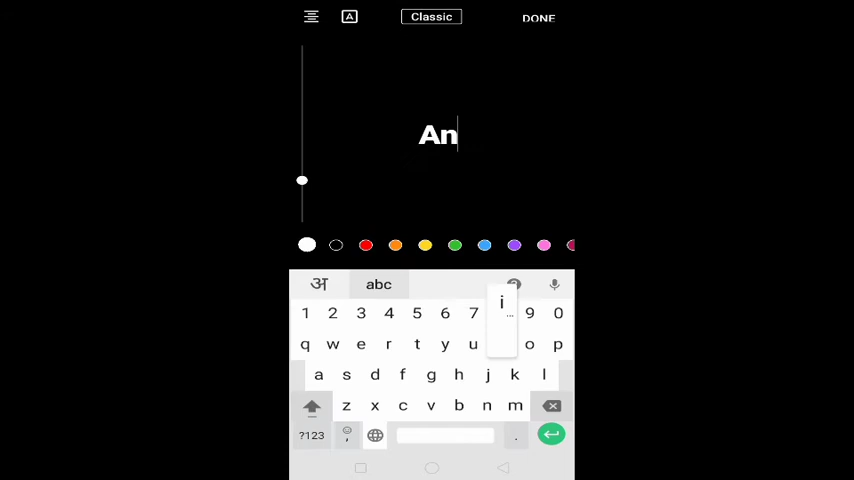 A Classic DONE
An
अ abc
i
...
1 2 3 4 5 6 7 9 0
q w e r t y u o p
a s d f g h j k l
z x c v b n m
?123 , .